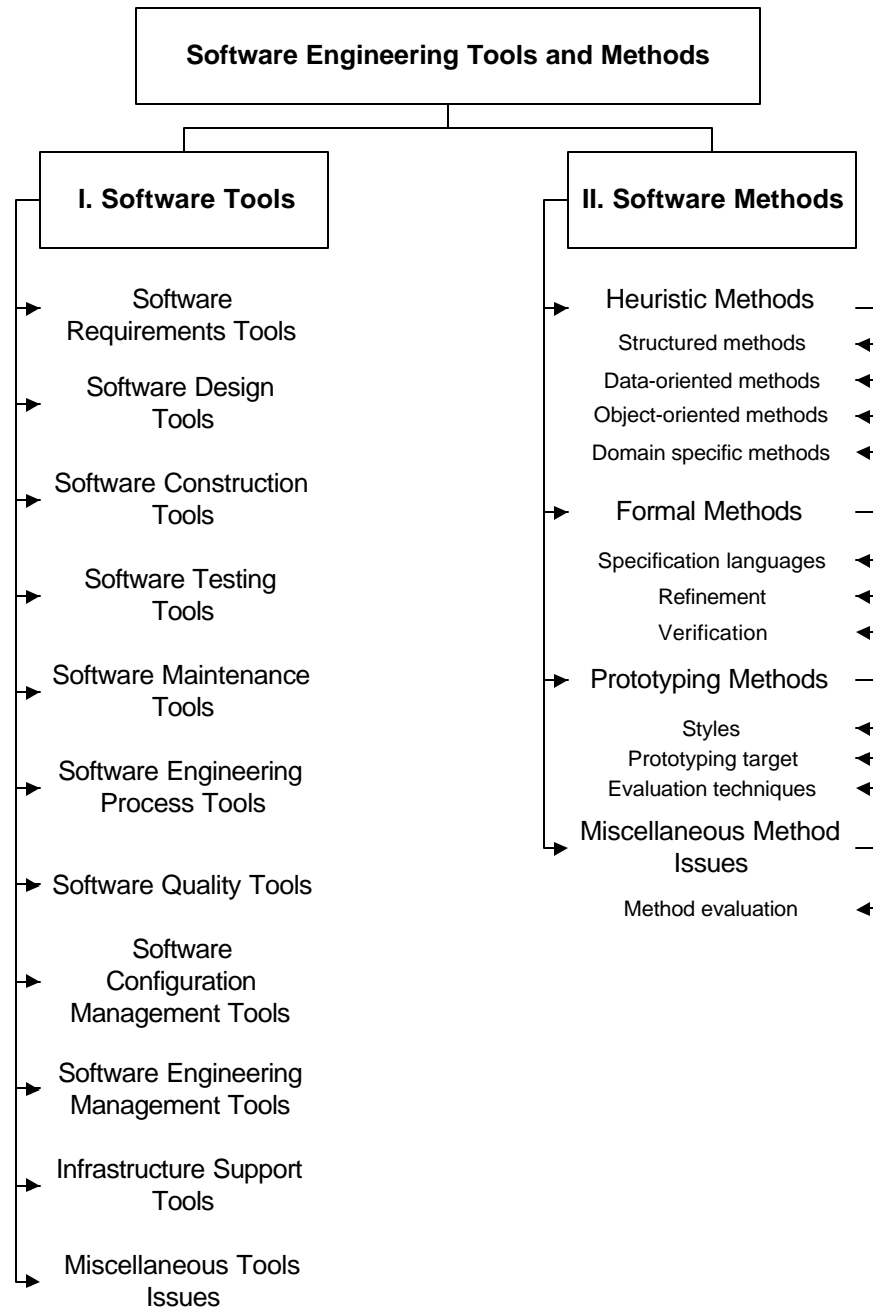 Software Engineering Tools and Methods
I. Software Tools
Software
Requirements Tools
Software Design
Tools
Software Construction
Tools
Software Testing
Tools
Software Maintenance
Tools
Software Engineering
Process Tools
Software Quality Tools
Software
Configuration
Management Tools
Software Engineering
Management Tools
Infrastructure Support
Tools
Miscellaneous Tools
Issues
II. Software Methods
Heuristic Methods
Structured methods
Data-oriented methods
Object-oriented methods
Domain specific methods
Formal Methods
Specification languages
Refinement
Verification
Prototyping Methods
Styles
Prototyping target
Evaluation techniques
Miscellaneous Method
Issues
Method evaluation